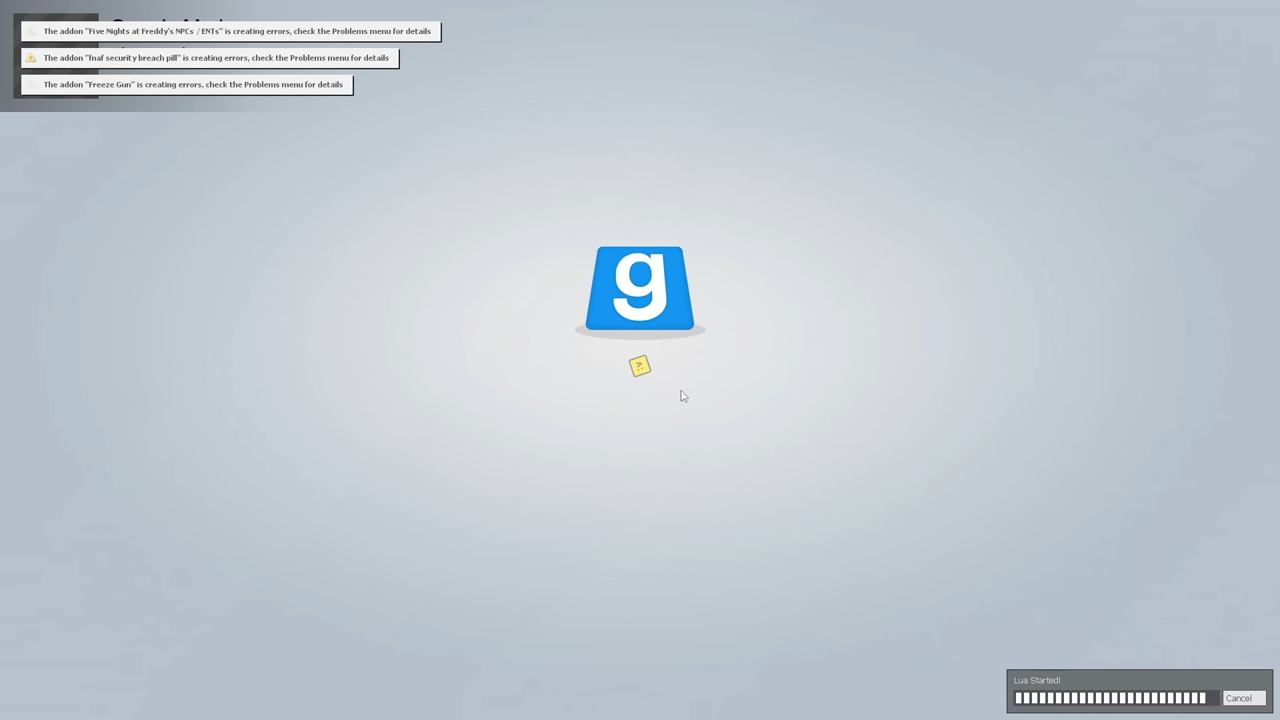 The addon "Five Nights at Freddy's NPCs / ENTs" is creating errors, check the Problems menu for details
The addon "fnaf security breach pill" is creating errors, check the Problems menu for details
The addon "Freeze Gun" is creating errors, check the Problems menu for details
g
Lua Started!
Cancel